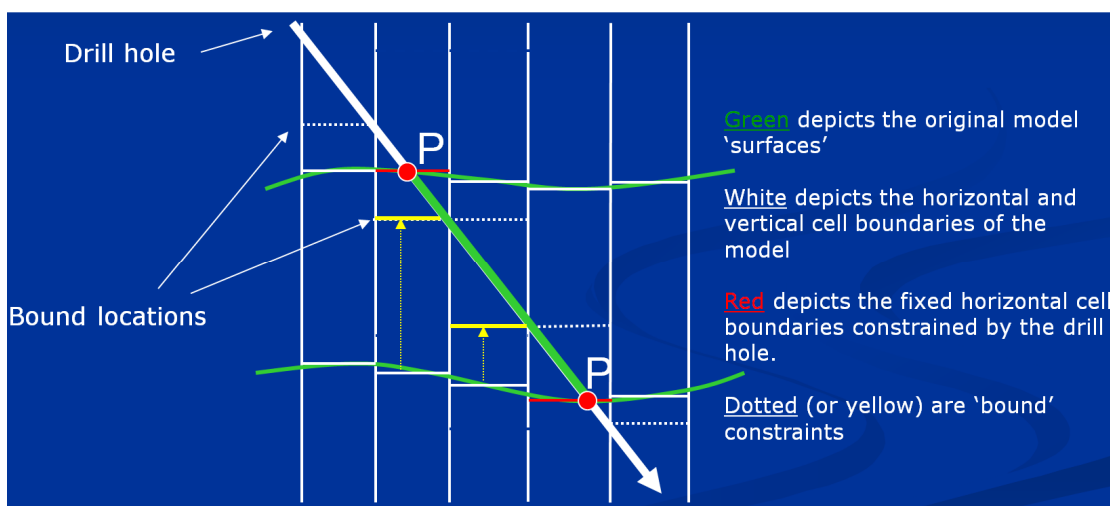 Drill hole
P
Bound locations
P
Green depicts the original model
‘surfaces’
White depicts the horizontal and
vertical cell boundaries of the
model
Red depicts the fixed horizontal cell
boundaries constrained by the drill
hole.
Dotted (or yellow) are ‘bound’
constraints